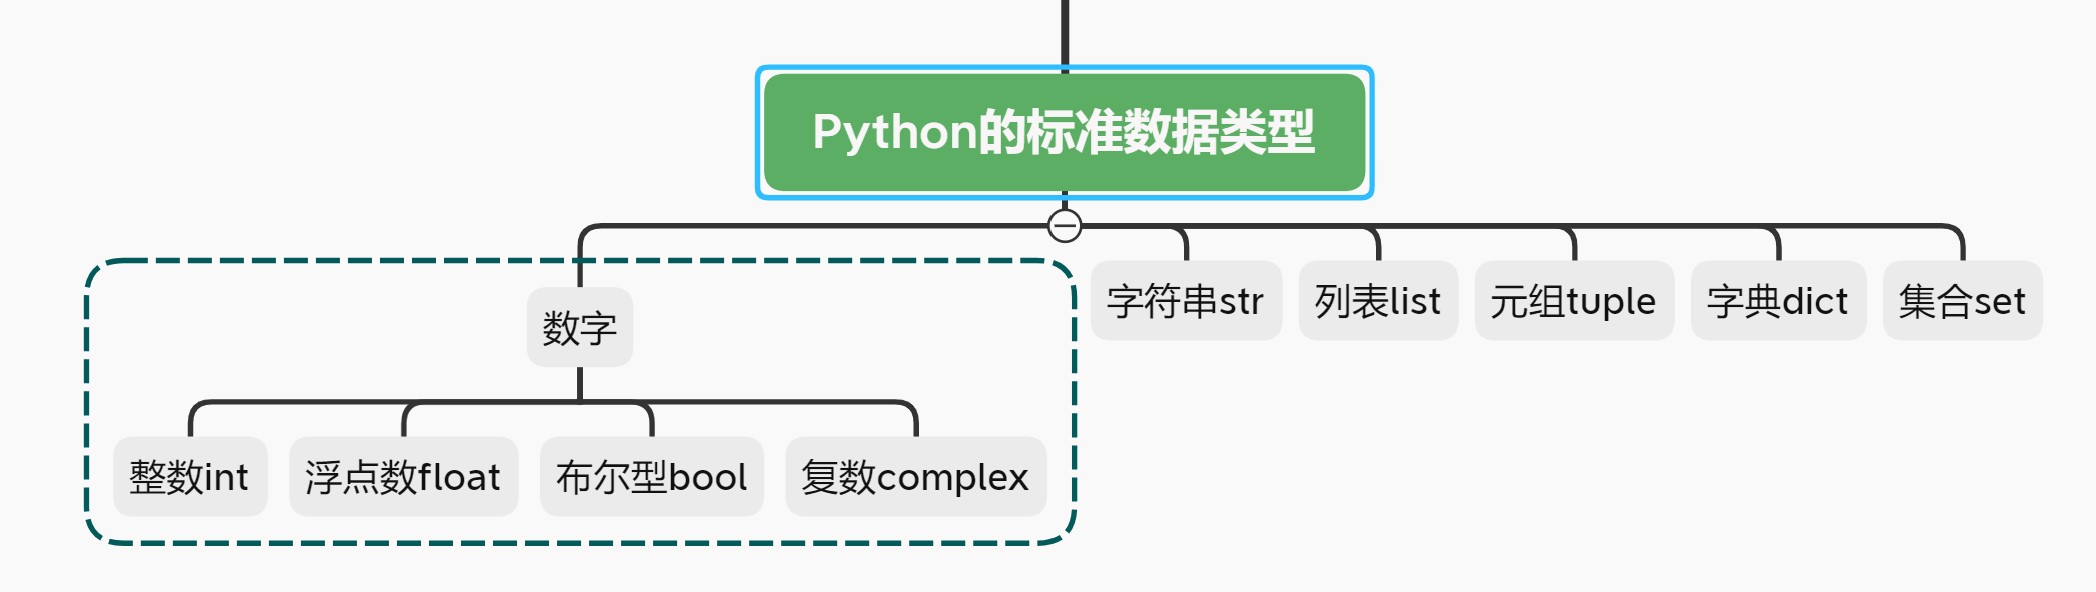 Python的标准数据类型
数字
字符串str
列表list
元组tuple
字典dict
集合set
整数int
浮点数float
布尔型bool
复数complex